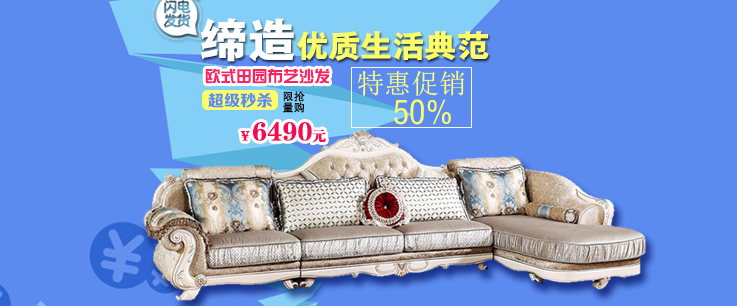 闪电
发货
缔造优质生活典范
欧式田园布艺沙发
特惠促销
超级秒杀
限抢
量购
50%
¥6490元
¥